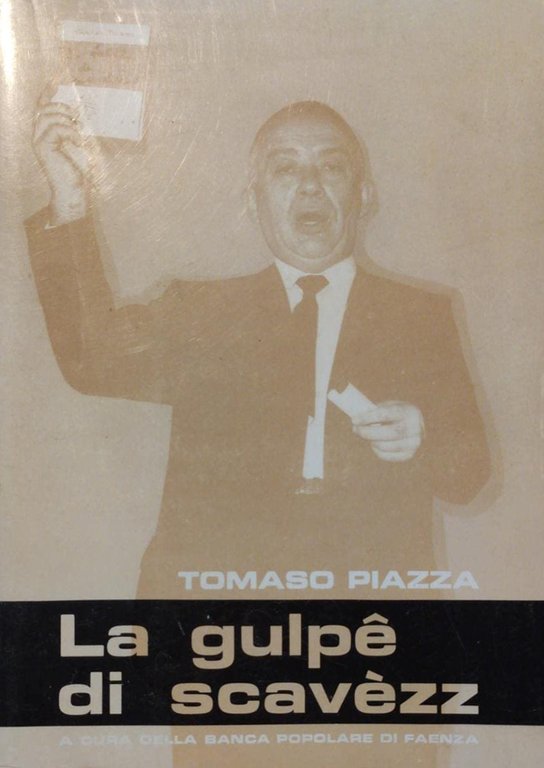 TOMASO PIAZZA
La gulpê
di scavèzz
A CURA DELLA BANCA POPOLARE DI FAENZA